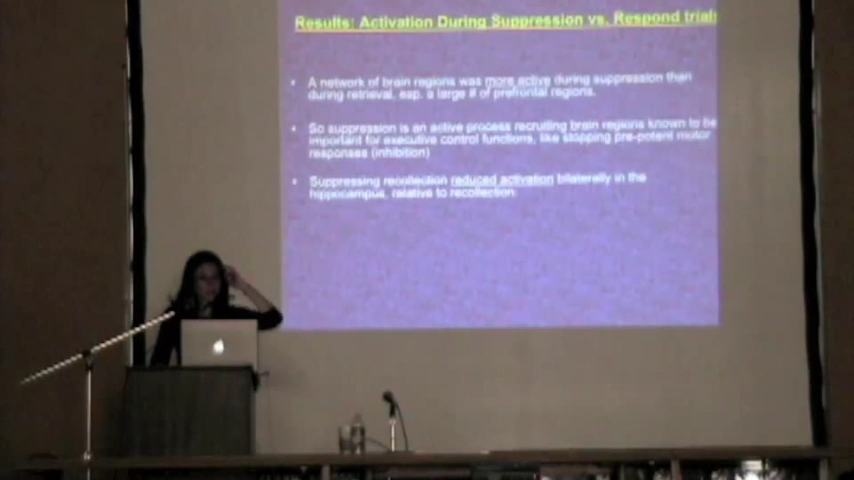 Results: Activation During Suppression vs. Respond trials
• A network of brain regions was more active during suppression than
during retrieval, esp. a large # of prefrontal regions.
• So suppression is an active process recruiting brain regions known to be
important for executive control functions, like stopping pre-potent motor
responses (inhibition)
• Suppressing recollection reduced activation bilaterally in the
hippocampus, relative to recollection